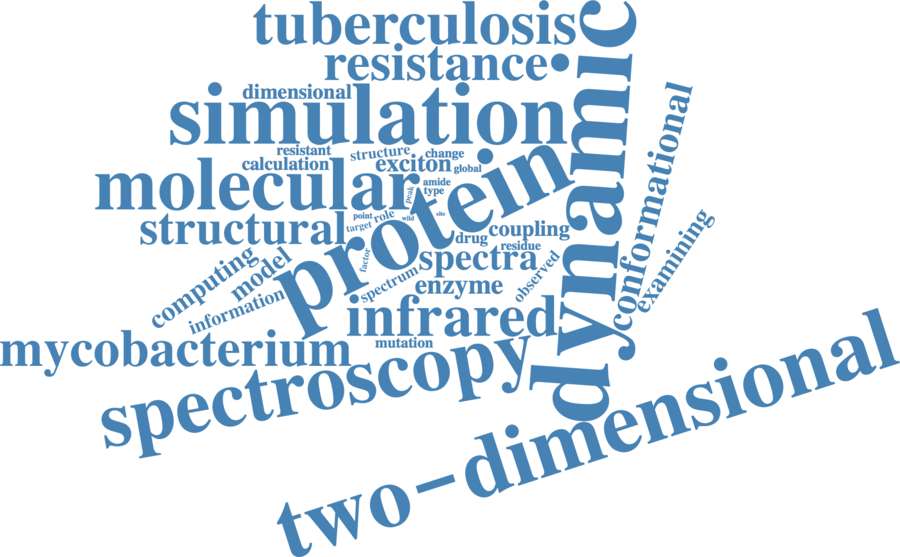 tuberculosis
resistance
dynamic
dimensional
simulation
conformational
resistant
structure
change
calculation
exciton
global
molecular
protein
amide
type
peak
point
role
wild
site
target
structural
drug
coupling
residue
examining
computing
model
factor
spectra
observed
information
spectrum
enzyme
infrared
mycobacterium
mutation
spectroscopy
two-dimensional